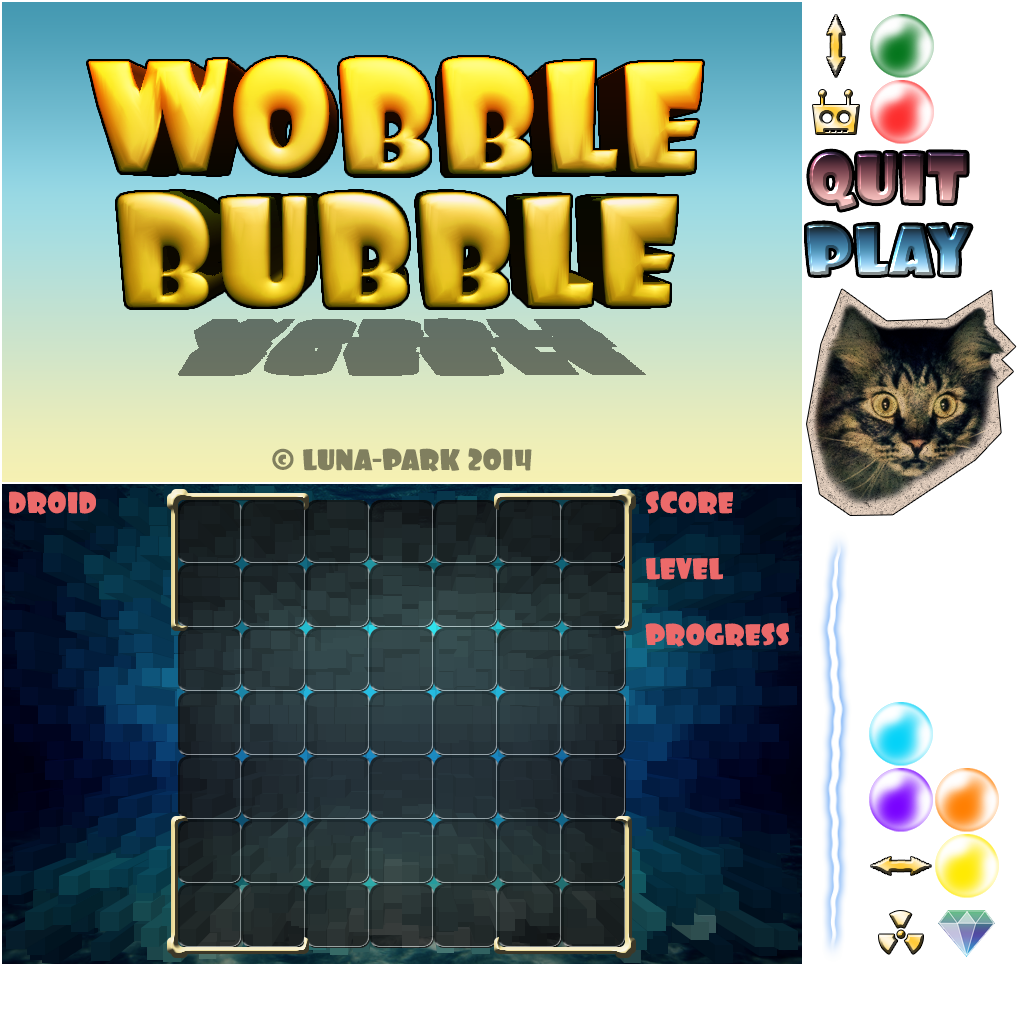 WOBBLE
BUBBLE
© LUNA-PARK 2014
QUIT
PLAY
DROID
SCORE
LEVEL
PROGRESS